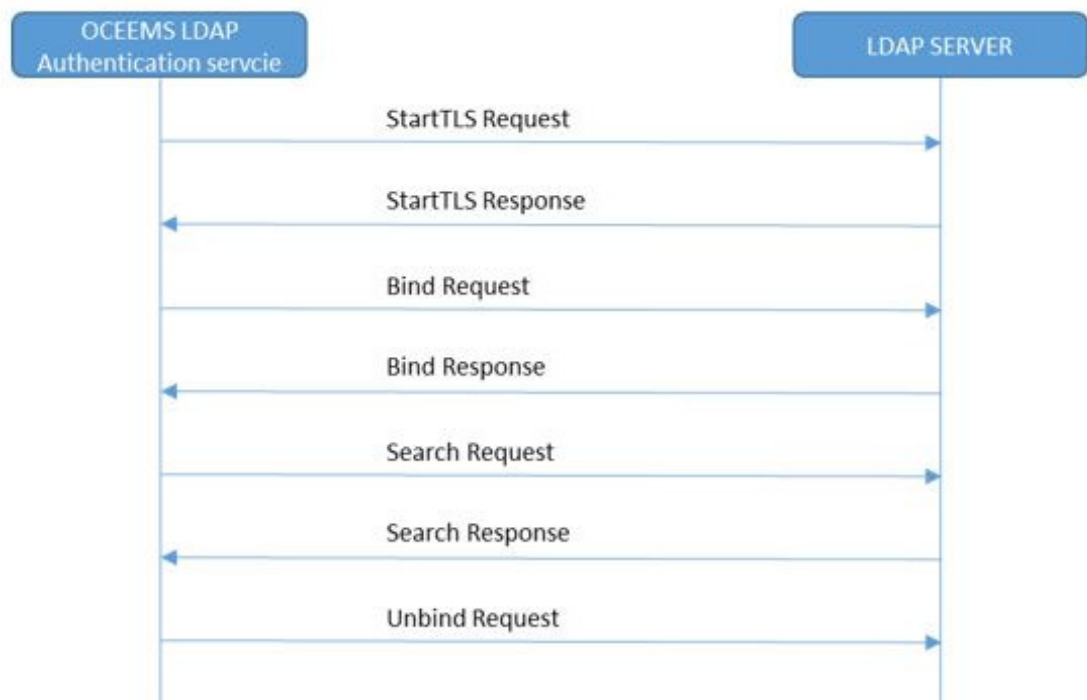 OCEEMS LDAP
Authentication servcie
LDAP SERVER
StartTLS Request
StartTLS Response
Bind Request
Bind Response
Search Request
Search Response
Unbind Request